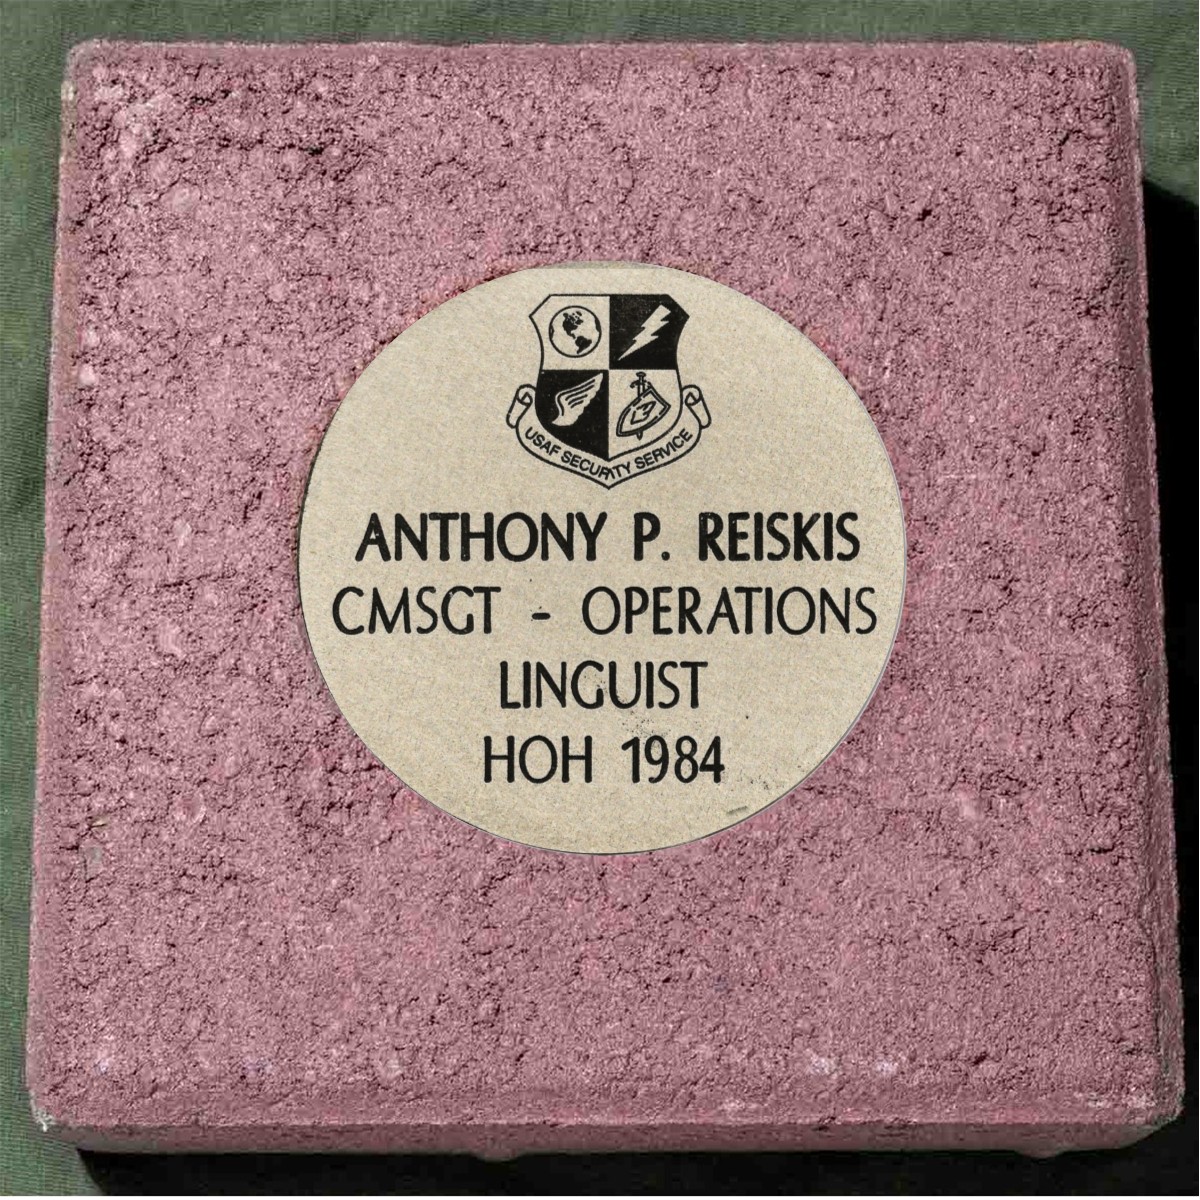 USAF SECURITY SERVICE
ANTHONY P. REISKIS
CMSGT - OPERATIONS
LINGUIST
HOH 1984